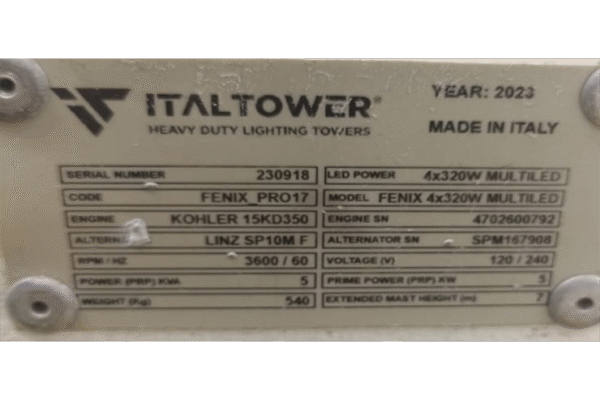 ITALTOWER®
HEAVY DUTY LIGHTING TOWERS
YEAR: 2023
MADE IN ITALY
SERIAL NUMBER 230918 LED POWER 4x320W MULTILED
CODE FENIX_PRO17 MODEL FENIX 4x320W MULTILED
ENGINE KOHLER 15KD350 ENGINE SN 4702600792
LINZ SP10M F ALTERNATOR SN SPM167908
RPM / HZ 3600 / 60 VOLTAGE (V) 120 / 240
POWER (PRP) KVA 5 PRIME POWER (PRP) KW 5
WEIGHT (Kg) 540 EXTENDED MAST HEIGHT (m) 7